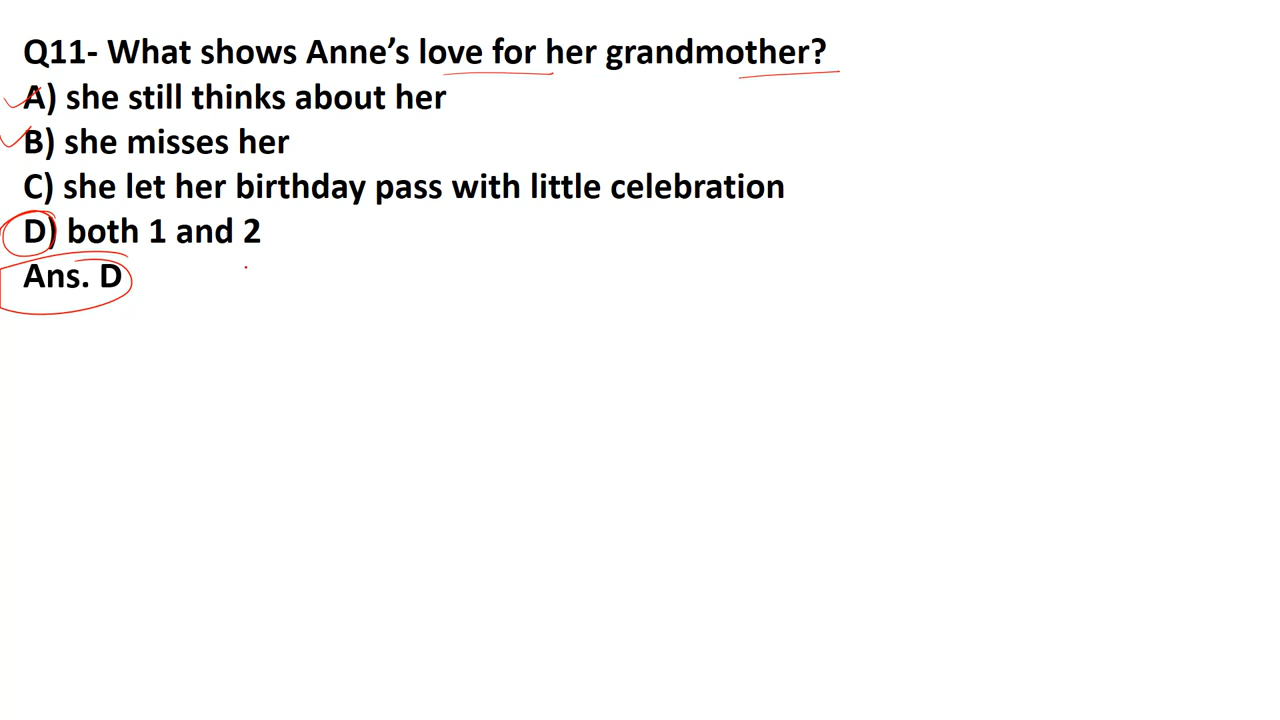 Q11- What shows Anne’s love for her grandmother?
A) she still thinks about her
B) she misses her
C) she let her birthday pass with little celebration
D) both 1 and 2
Ans. D